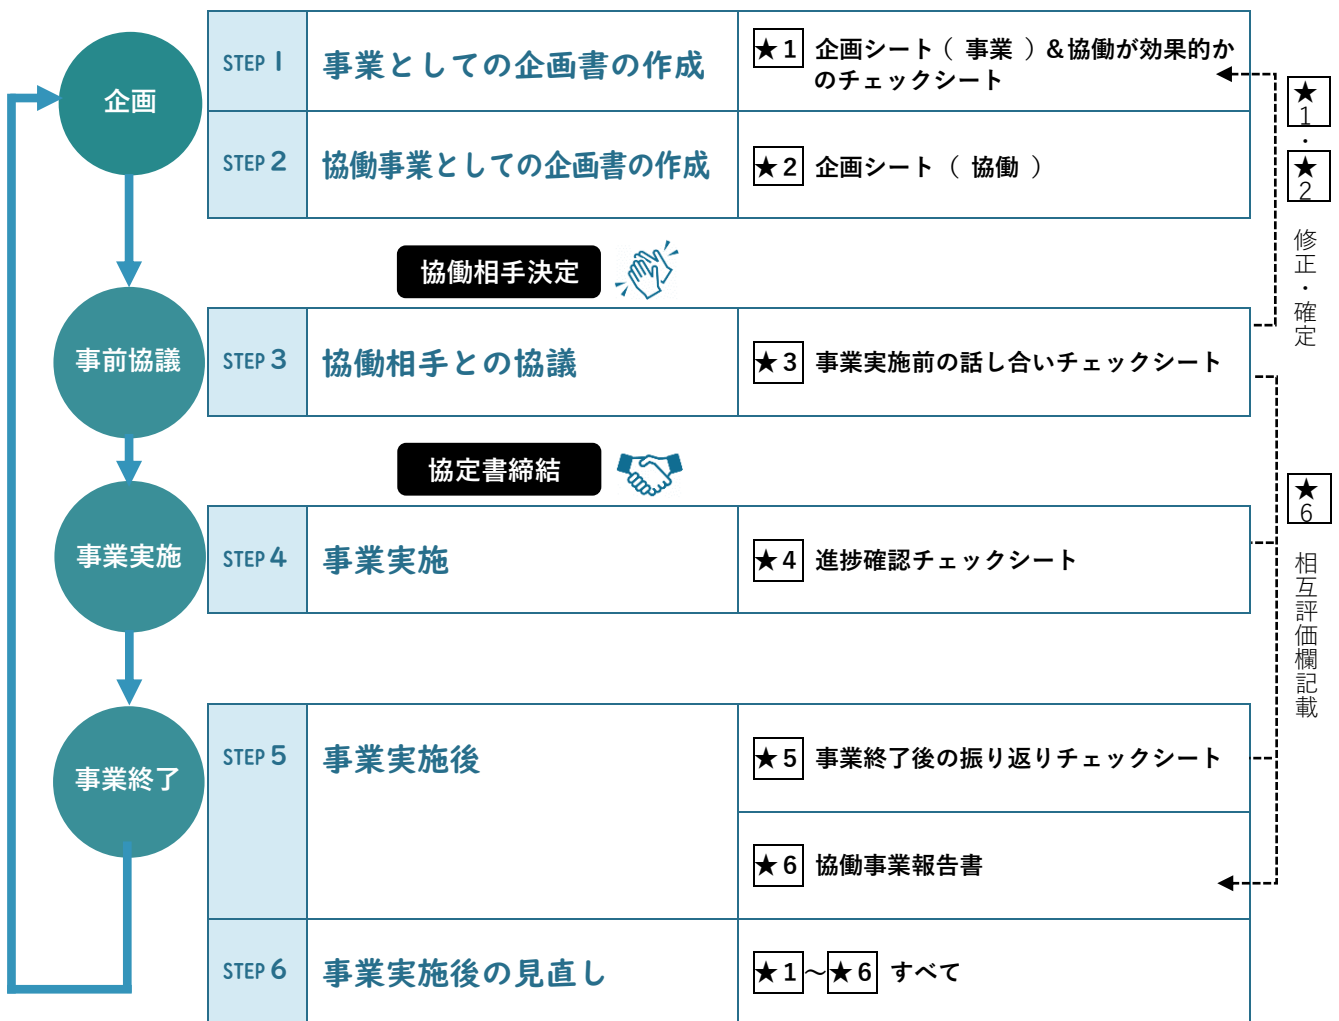 企画
STEP 1
事業としての企画書の作成
★1 企画シート（ 事業 ）＆協働が効果的か
のチェックシート
STEP 2
協働事業としての企画書の作成
★2 企画シート （ 協働 ）
★1・★2 修正・確定
協働相手決定
事前協議
STEP 3
協働相手との協議
★3 事業実施前の話し合いチェックシート
協定書締結
事業実施
STEP 4
事業実施
★4 進捗確認チェックシート
★6 相互評価欄記載
事業終了
STEP 5
事業実施後
★5 事業終了後の振り返りチェックシート
★6 協働事業報告書
STEP 6
事業実施後の見直し
★1～★6 すべて